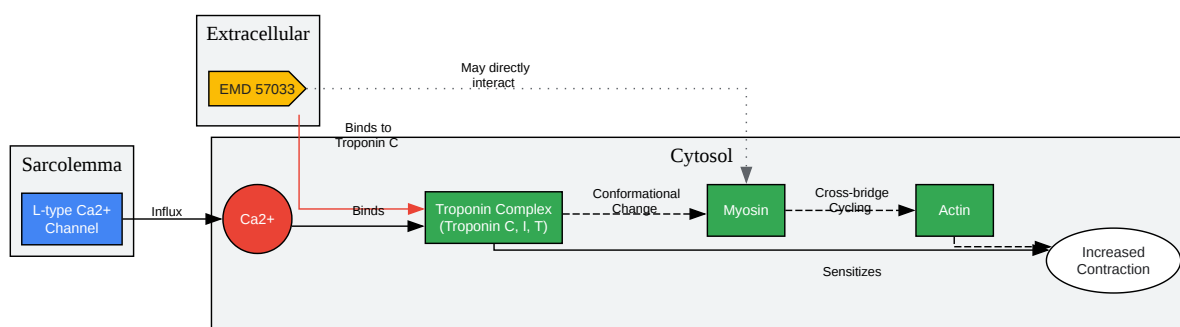 Extracellular
EMD 57033
May directly
interact
Binds to
Troponin C
Sarcolemma
L-type Ca2+
Channel
Influx
Cytosol
Ca2+
Binds
Troponin Complex
(Troponin C, I, T)
Conformational
Change
Myosin
Cross-bridge
Cycling
Actin
Sensitizes
Increased
Contraction